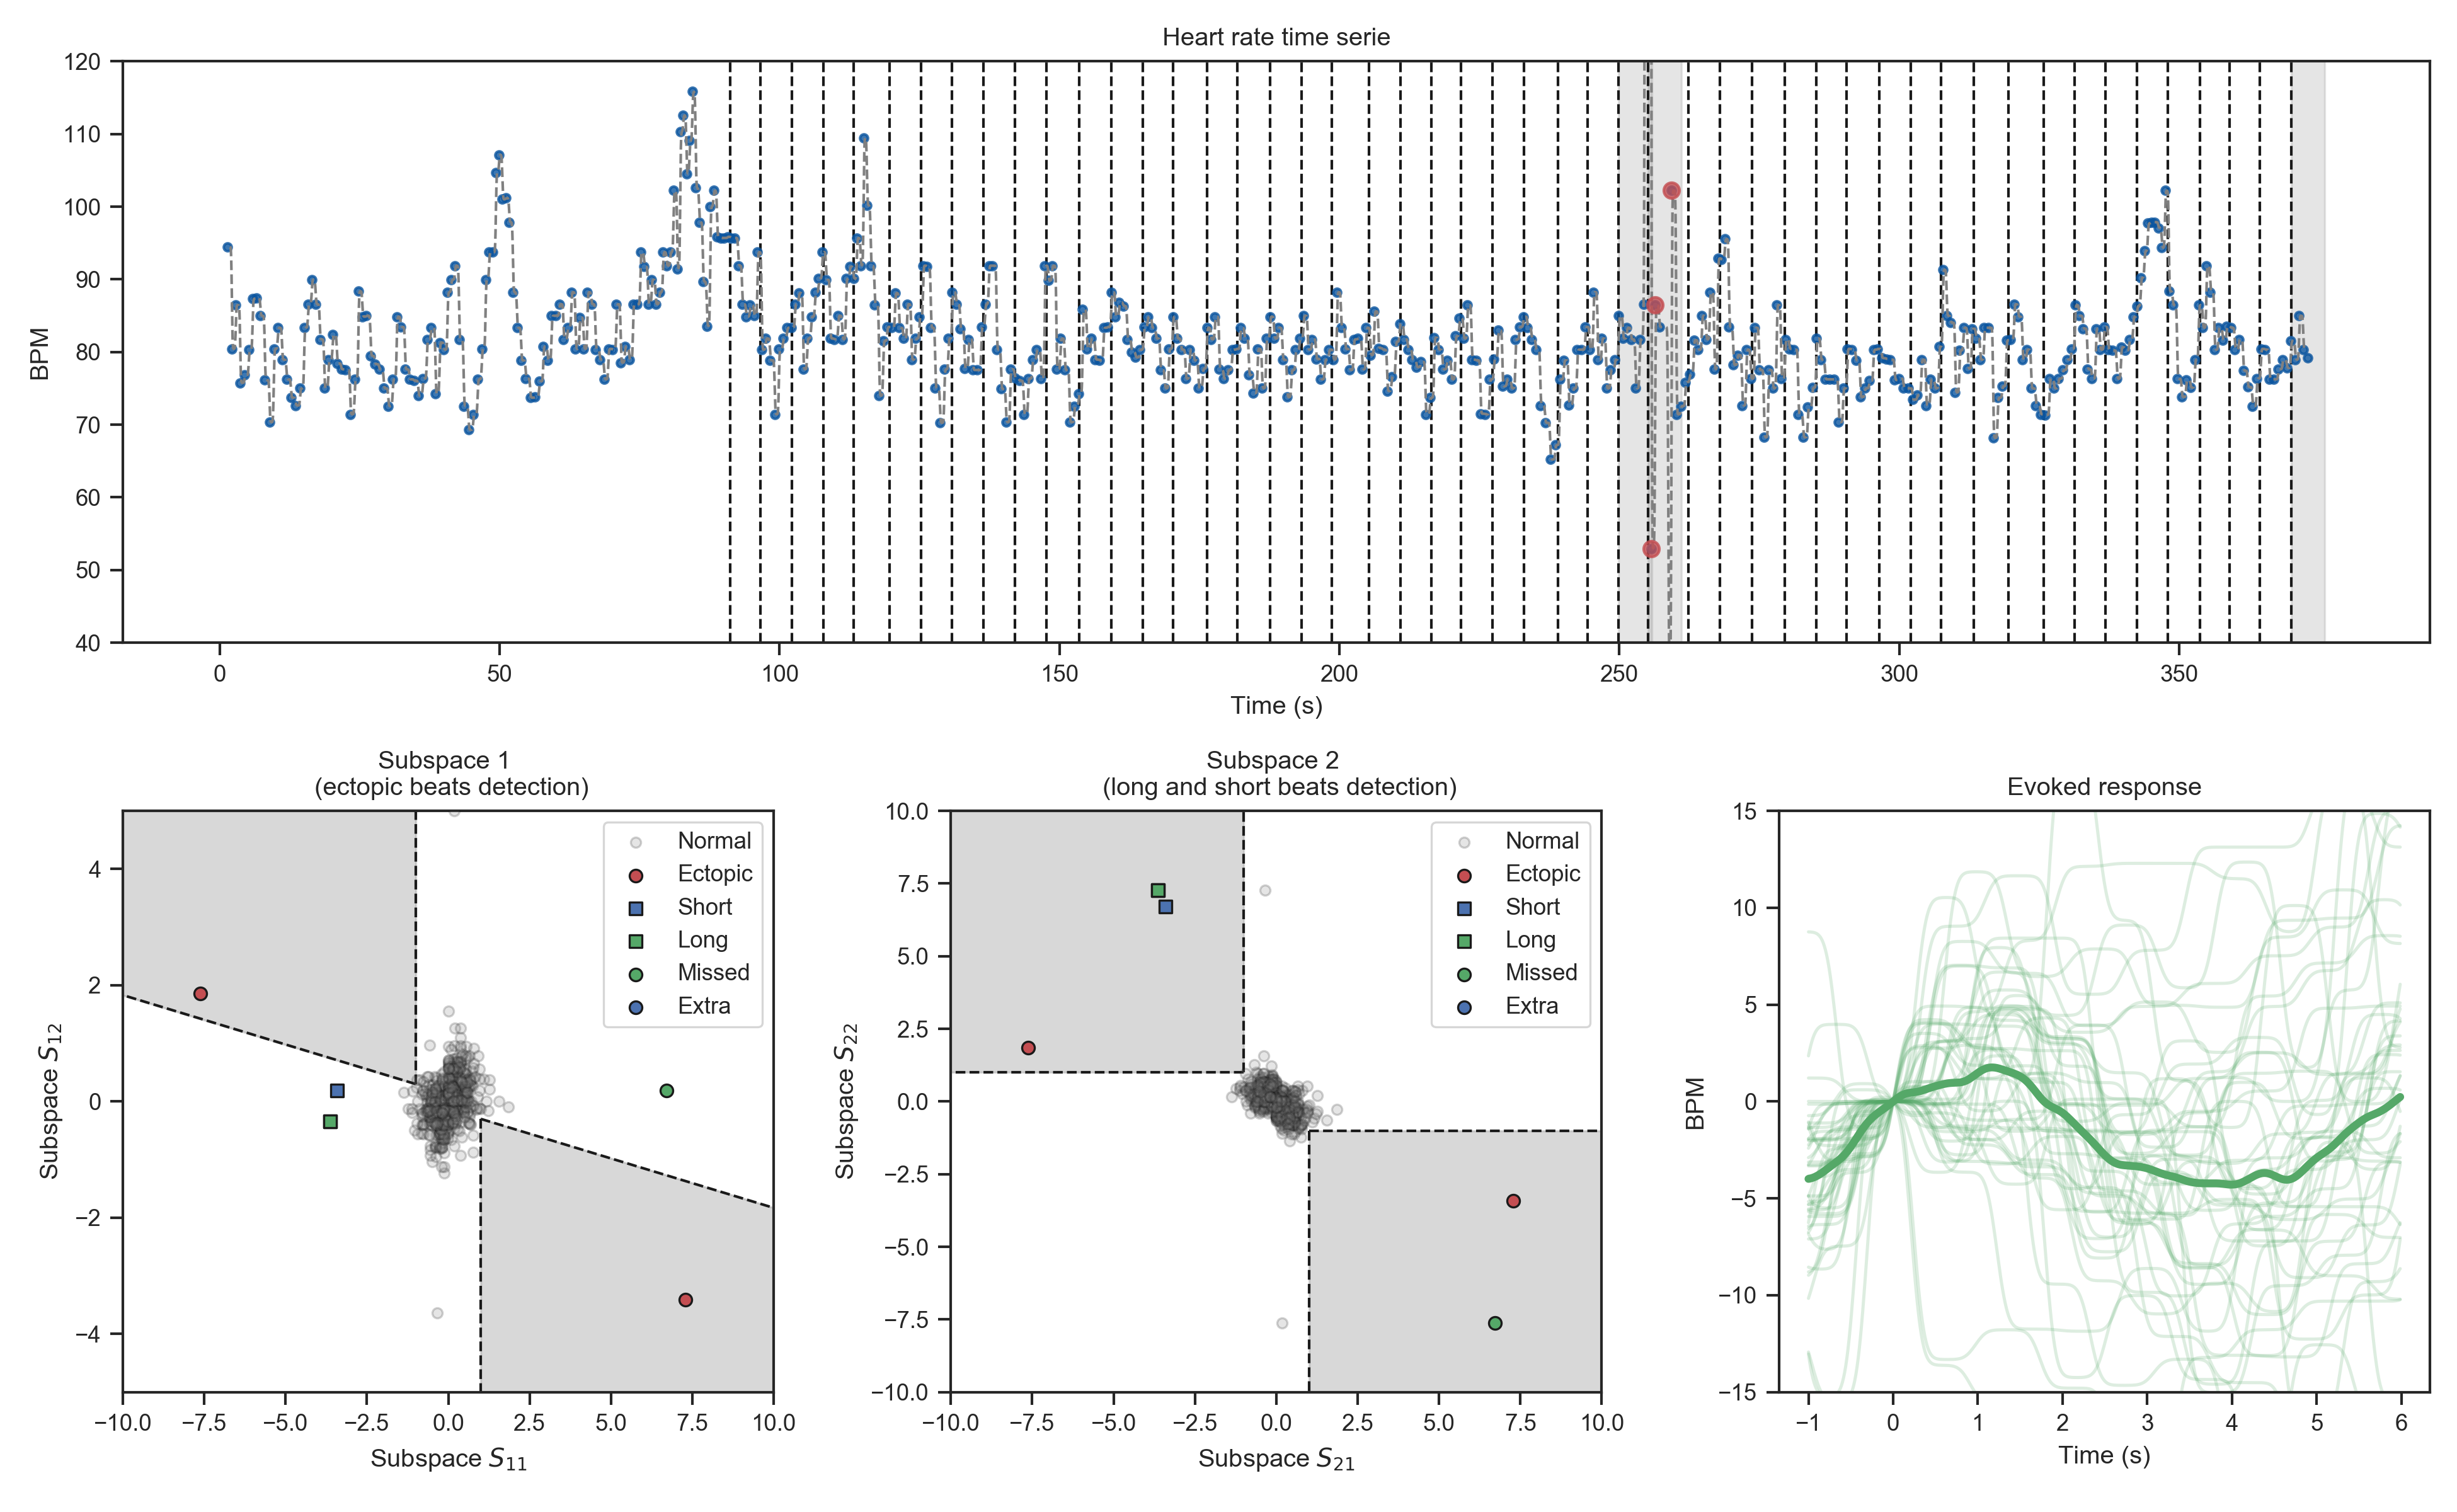 Heart rate time serie
120
110
100
90
80
70
60
50
40
BPM
0 50 100 150 200 250 300 350
Time (s)
Subspace 1
(ectopic beats detection)
4
2
0
−2
−4
Subspace S12
Normal
Ectopic
Short
Long
Missed
Extra
−10.0 −7.5 −5.0 −2.5 0.0 2.5 5.0 7.5 10.0
Subspace S11
Subspace 2
(long and short beats detection)
10.0
7.5
5.0
2.5
0.0
−2.5
−5.0
−7.5
−10.0
Subspace S22
Normal
Ectopic
Short
Long
Missed
Extra
−10.0 −7.5 −5.0 −2.5 0.0 2.5 5.0 7.5 10.0
Subspace S21
Evoked response
15
10
5
0
−5
−10
−15
BPM
−1 0 1 2 3 4 5 6
Time (s)